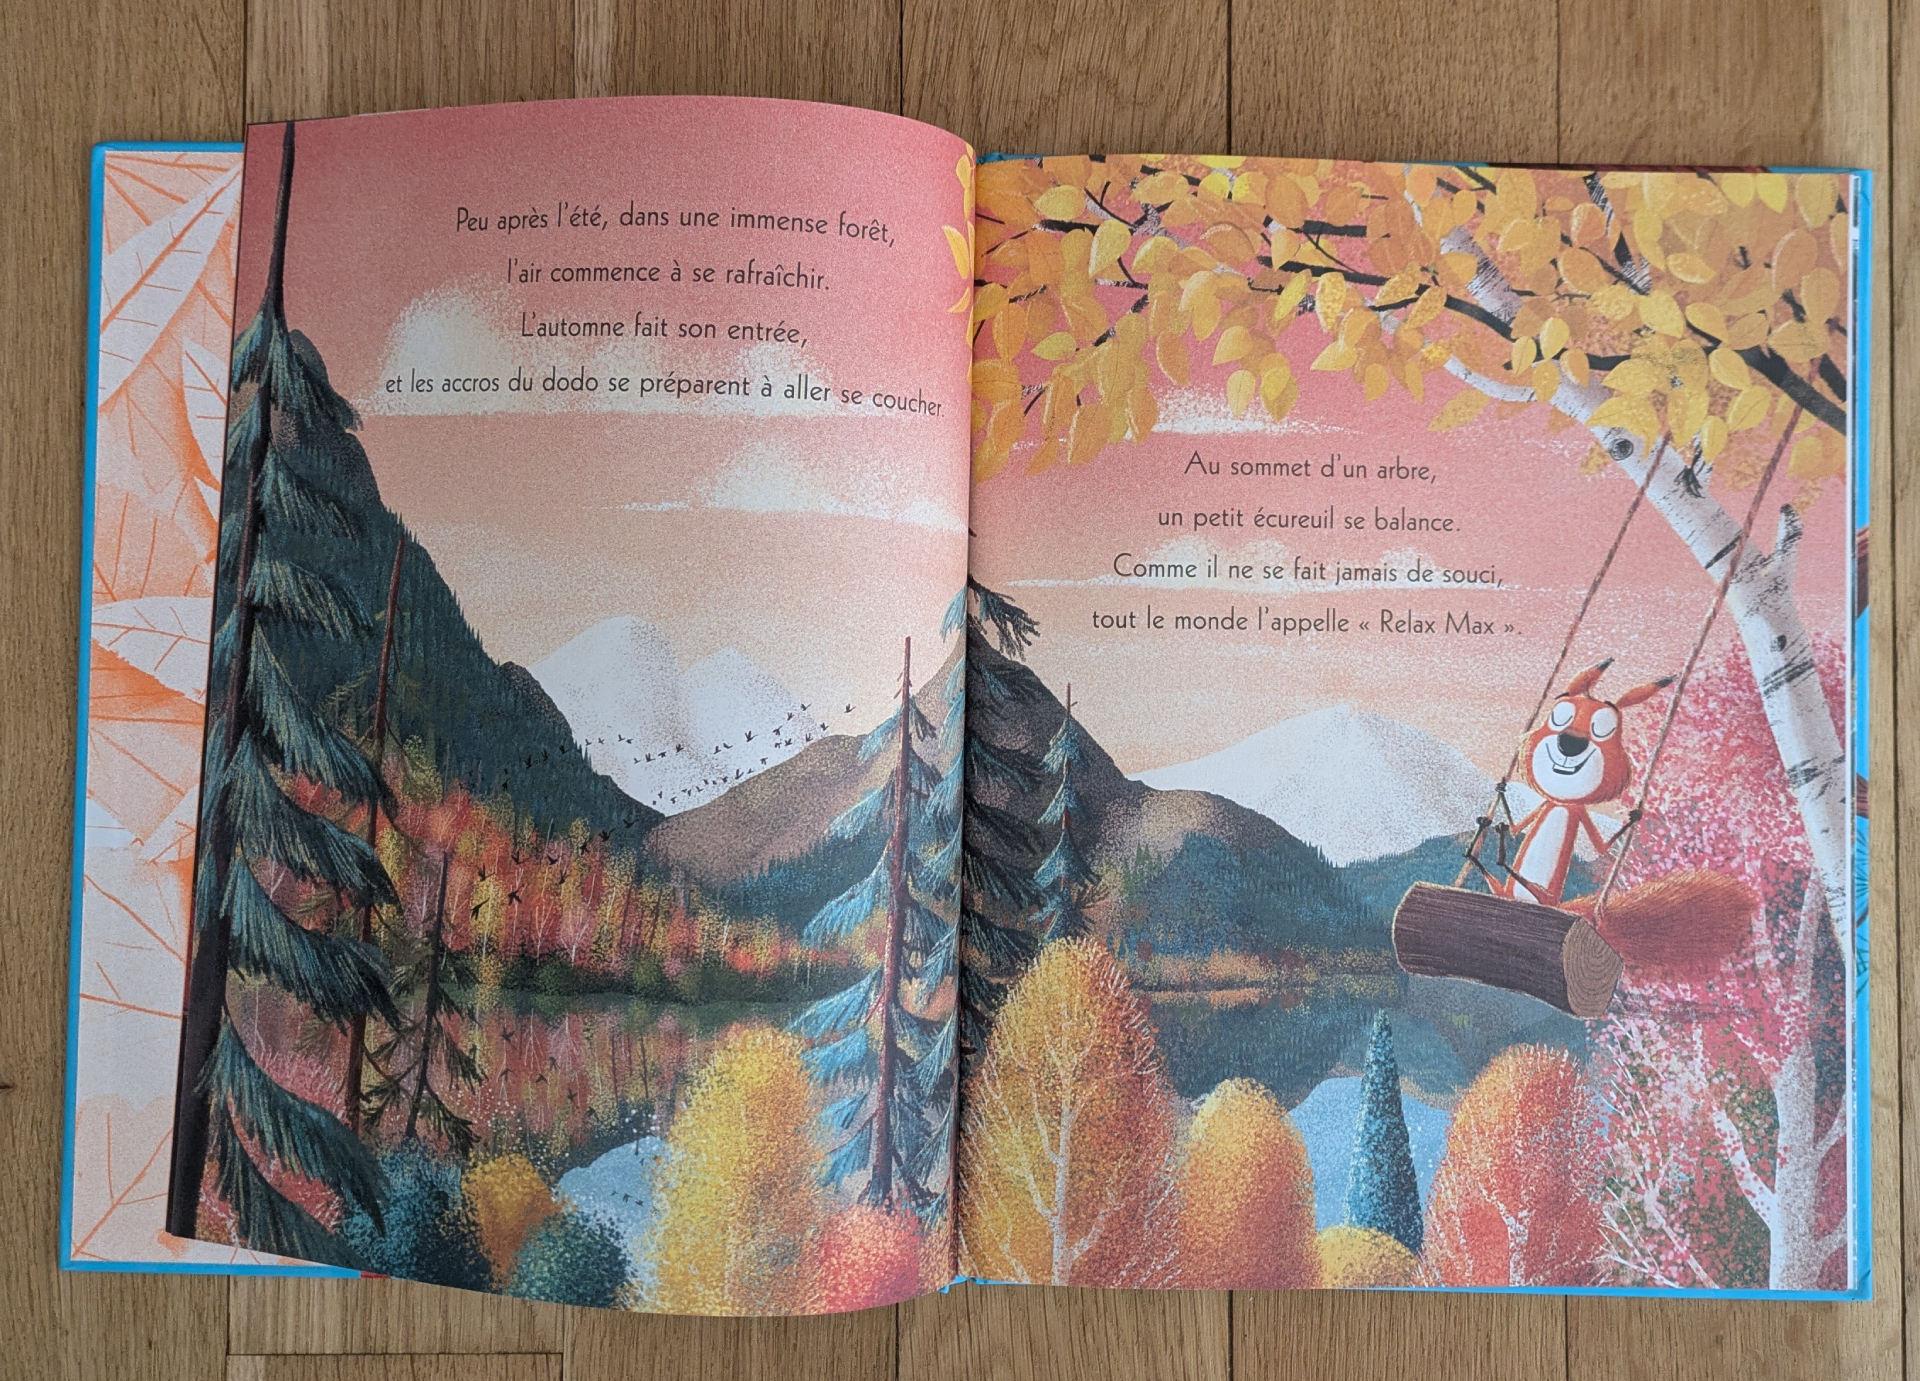 Peu après l'été, dans une immense forêt,
l'air commence à se rafraîchir.
L'automne fait son entrée,
et les accros du dodo se préparent à aller se coucher.
Au sommet d'un arbre,
un petit écureuil se balance.
Comme il ne se fait jamais de souci,
tout le monde l'appelle « Relax Max ».